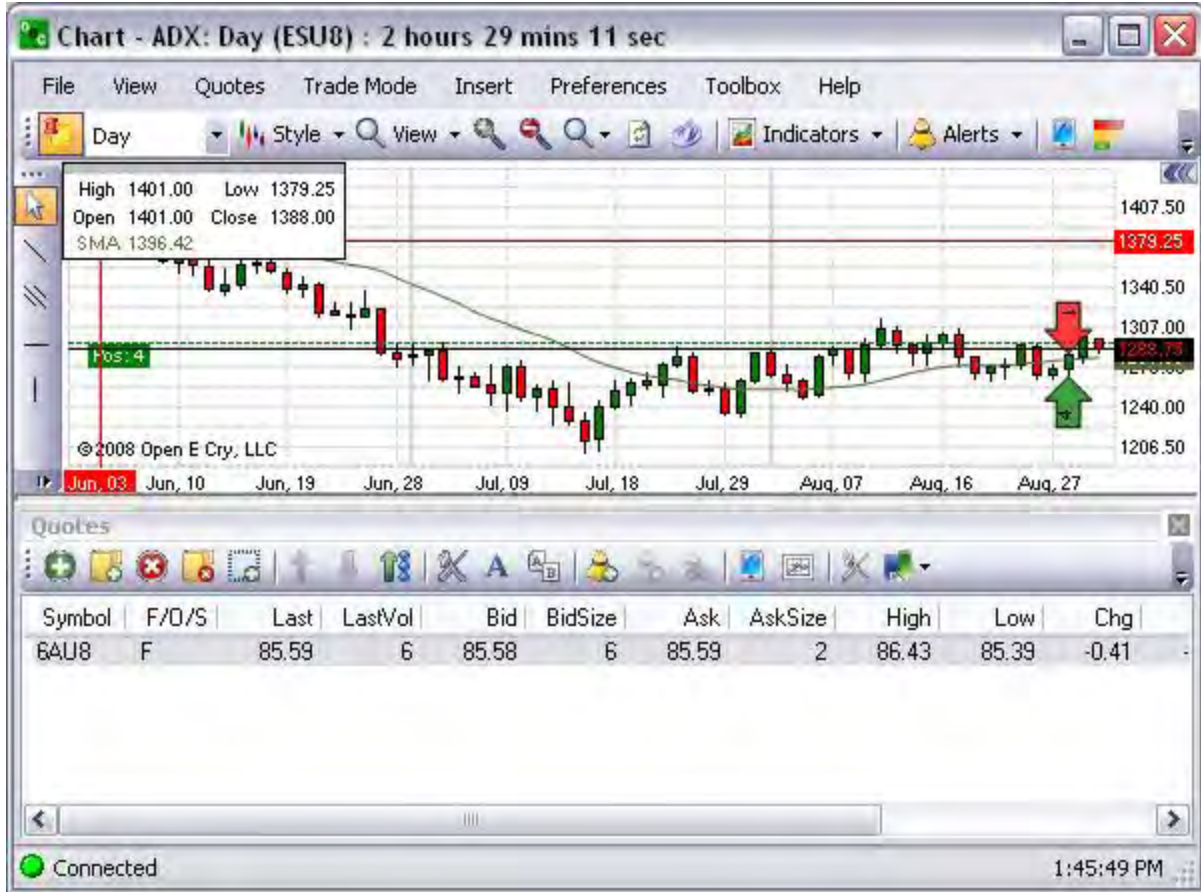 Chart - ADX: Day (ESU8) : 2 hours 29 mins 11 sec
File View Quotes Trade Mode Insert Preferences Toolbox Help
Day Style View Indicators Alerts
High 1401.00 Low 1379.25
Open 1401.00 Close 1388.00
SMA 1396.42
1407.50
1379.25
1340.50
1307.00
1288.75
1240.00
1206.50
Pos: 4
©2008 Open E Cry, LLC
Jun, 03 Jun, 10 Jun, 19 Jun, 28 Jul, 09 Jul, 18 Jul, 29 Aug, 07 Aug, 16 Aug, 27
Quotes
Symbol F/O/S Last LastVol Bid BidSize Ask AskSize High Low Chg
6AU8 F 85.59 6 85.58 6 85.59 2 86.43 85.39 -0.41 -
Connected 1:45:49 PM